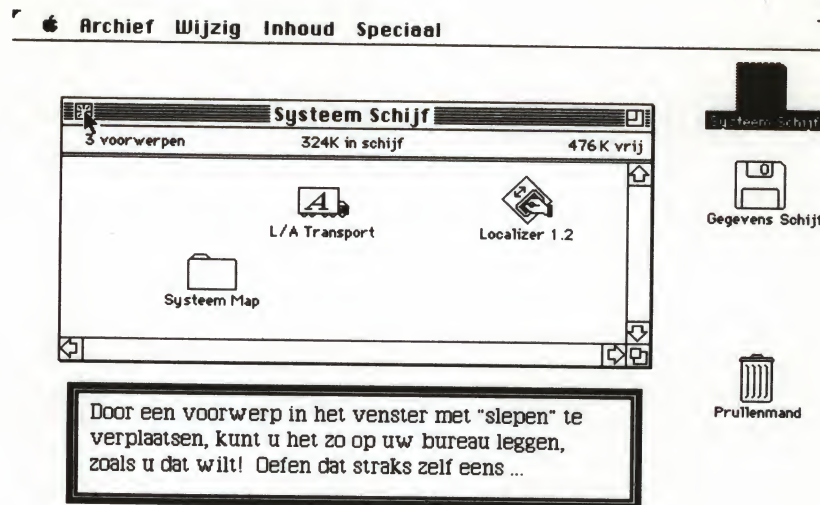 Archief Wijzig Inhoud Speciaal
Systeem Schijf
3 voorwerpen 324K in schijf 476K vrij
L/A Transport
Localizer 1.2
Systeem Map
Systeem Schijf
Gegevens Schijf
Prullenmand
Door een voorwerp in het venster met "slepen" te
verplaatsen, kunt u het zo op uw bureau leggen,
zoals u dat wilt! Oefen dat straks zelf eens ...